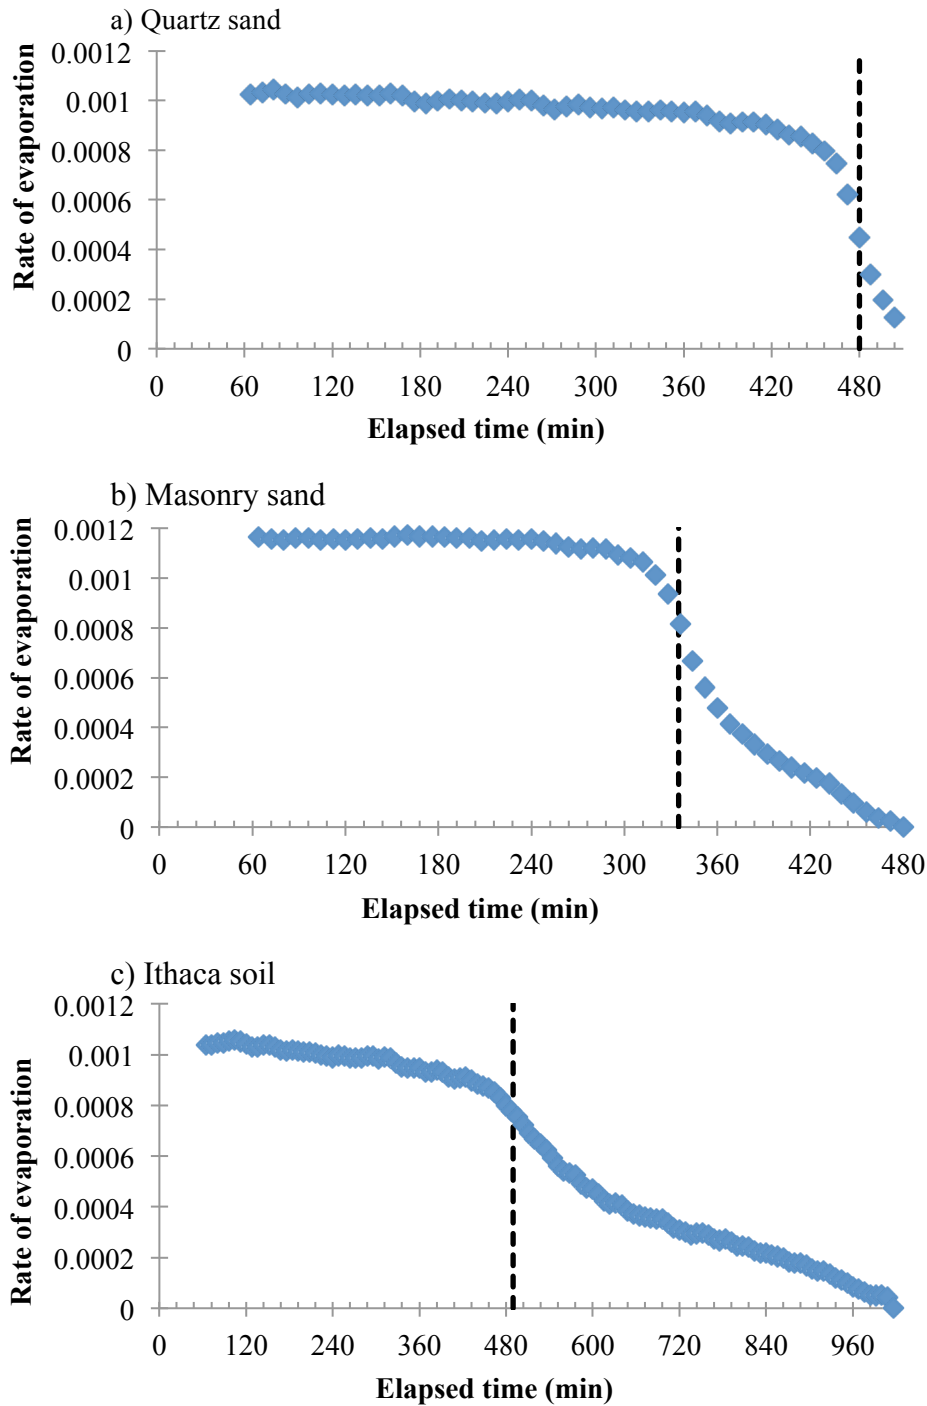 a) Quartz sand
0.0012
0.001
0.0008
0.0006
0.0004
0.0002
0
Rate of evaporation
0 60 120 180 240 300 360 420 480
Elapsed time (min)
b) Masonry sand
0.0012
0.001
0.0008
0.0006
0.0004
0.0002
0
Rate of evaporation
0 60 120 180 240 300 360 420 480
Elapsed time (min)
c) Ithaca soil
0.0012
0.001
0.0008
0.0006
0.0004
0.0002
0
Rate of evaporation
0 120 240 360 480 600 720 840 960
Elapsed time (min)